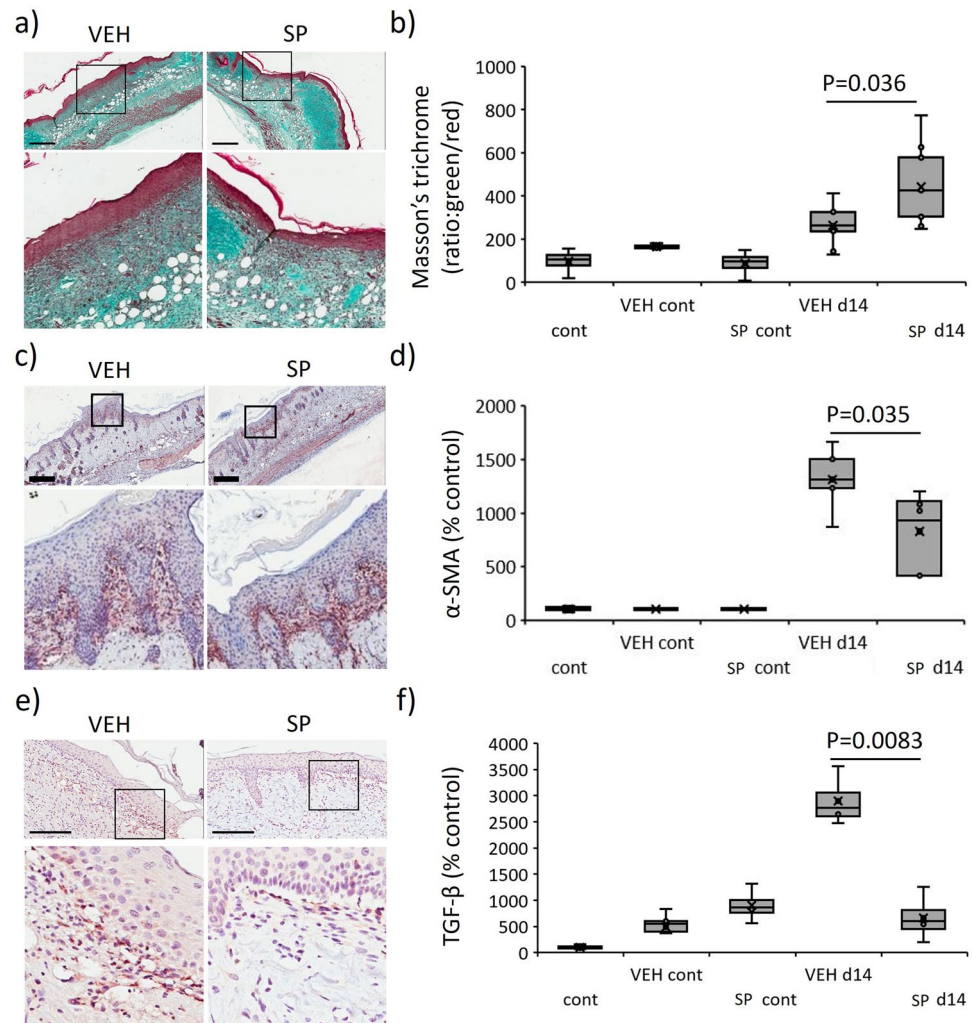 a)
VEH
SP
b)
Masson's trichrome
(ratio:green/red)
1000
800
600
400
200
0
P=0.036
VEH cont
VEH d14
cont
SP cont
SP d14
c)
VEH
SP
d)
α-SMA (% control)
2000
1500
1000
500
0
P=0.035
VEH cont
VEH d14
cont
SP cont
SP d14
e)
VEH
SP
f)
TGF-β (% control)
4000
3500
3000
2500
2000
1500
1000
500
0
P=0.0083
VEH cont
VEH d14
cont
SP cont
SP d14